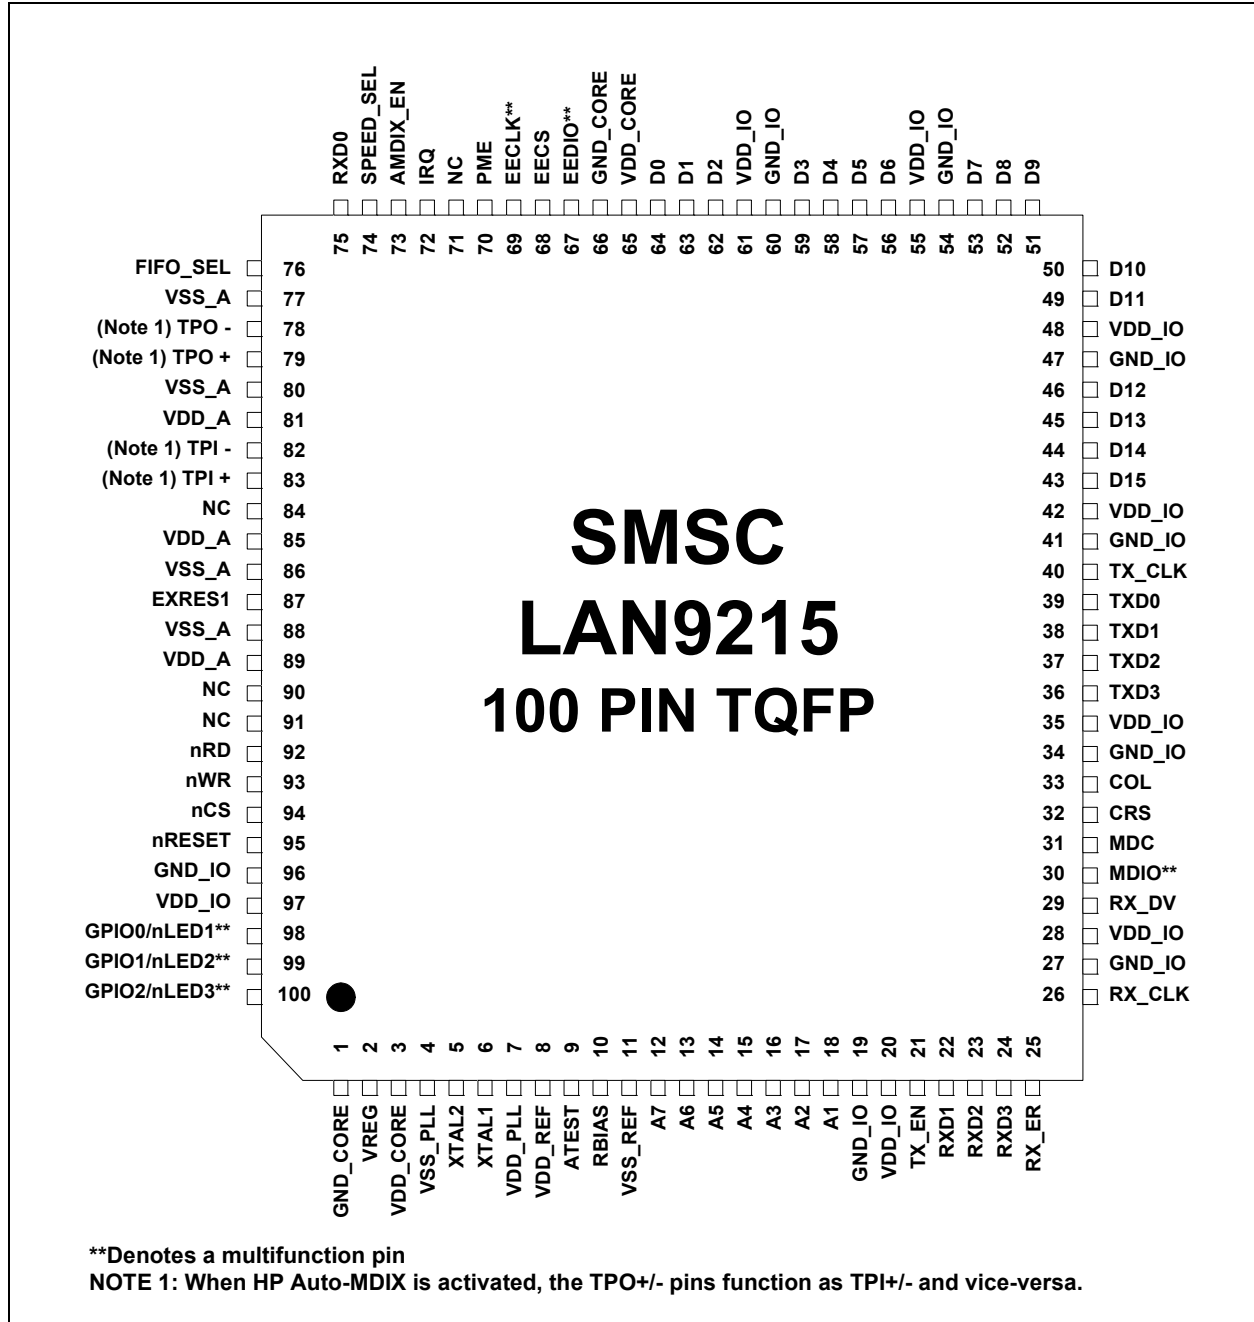 RXD0
SPEED_SEL
AMDIX_EN
IRQ
NC
PME
EECLK**
EECS
EEDIO**
GND_CORE
VDD_CORE
D0
D1
D2
VDD_IO
GND_IO
D3
D4
D5
D6
VDD_IO
GND_IO
D7
D8
D9
75
74
73
72
71
70
69
68
67
66
65
64
63
62
61
60
59
58
57
56
55
54
53
52
51
FIFO_SEL 76
VSS_A 77
(Note 1) TPO - 78
(Note 1) TPO + 79
VSS_A 80
VDD_A 81
(Note 1) TPI - 82
(Note 1) TPI + 83
NC 84
VDD_A 85
VSS_A 86
EXRES1 87
VSS_A 88
VDD_A 89
NC 90
NC 91
nRD 92
nWR 93
nCS 94
nRESET 95
GND_IO 96
VDD_IO 97
GPIO0/nLED1** 98
GPIO1/nLED2** 99
GPIO2/nLED3** 100
SMSC
LAN9215
100 PIN TQFP
50 D10
49 D11
48 VDD_IO
47 GND_IO
46 D12
45 D13
44 D14
43 D15
42 VDD_IO
41 GND_IO
40 TX_CLK
39 TXD0
38 TXD1
37 TXD2
36 TXD3
35 VDD_IO
34 GND_IO
33 COL
32 CRS
31 MDC
30 MDIO**
29 RX_DV
28 VDD_IO
27 GND_IO
26 RX_CLK
1
2
3
4
5
6
7
8
9
10
11
12
13
14
15
16
17
18
19
20
21
22
23
24
25
GND_CORE
VREG
VDD_CORE
VSS_PLL
XTAL2
XTAL1
VDD_PLL
VDD_REF
ATEST
RBIAS
VSS_REF
A7
A6
A5
A4
A3
A2
A1
GND_IO
VDD_IO
TX_EN
RXD1
RXD2
RXD3
RX_ER
**Denotes a multifunction pin
NOTE 1: When HP Auto-MDIX is activated, the TPO+/- pins function as TPI+/- and vice-versa.